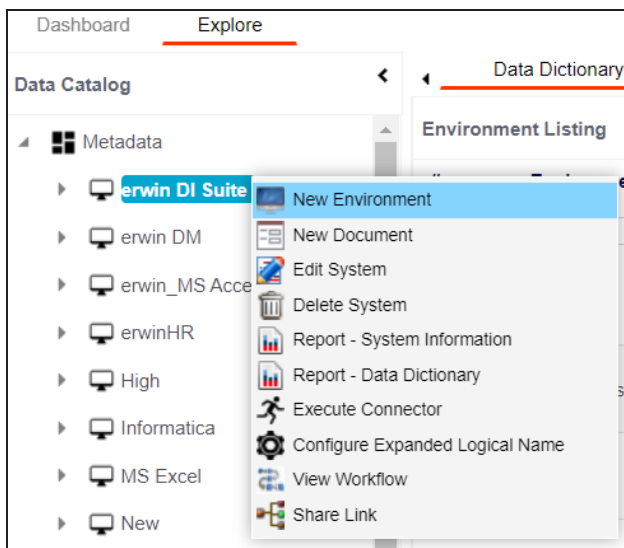 Dashboard Explore
Data Catalog
Data Dictionary
Metadata
Environment Listing
erwin DI Suite
New Environment
erwin DM
New Document
Edit System
erwin_MS Acce
Delete System
erwinHR
Report - System Information
High
Report - Data Dictionary
Execute Connector
Informatica
Configure Expanded Logical Name
MS Excel
View Workflow
New
Share Link